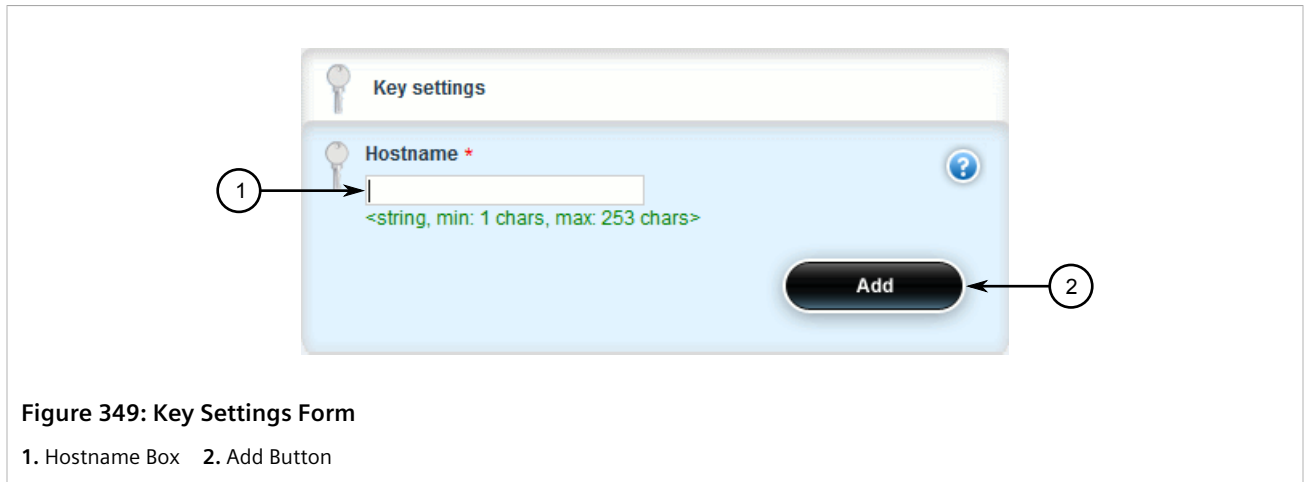 Key settings
Hostname *
1
<string, min: 1 chars, max: 253 chars>
Add
2
Figure 349: Key Settings Form
1. Hostname Box 2. Add Button